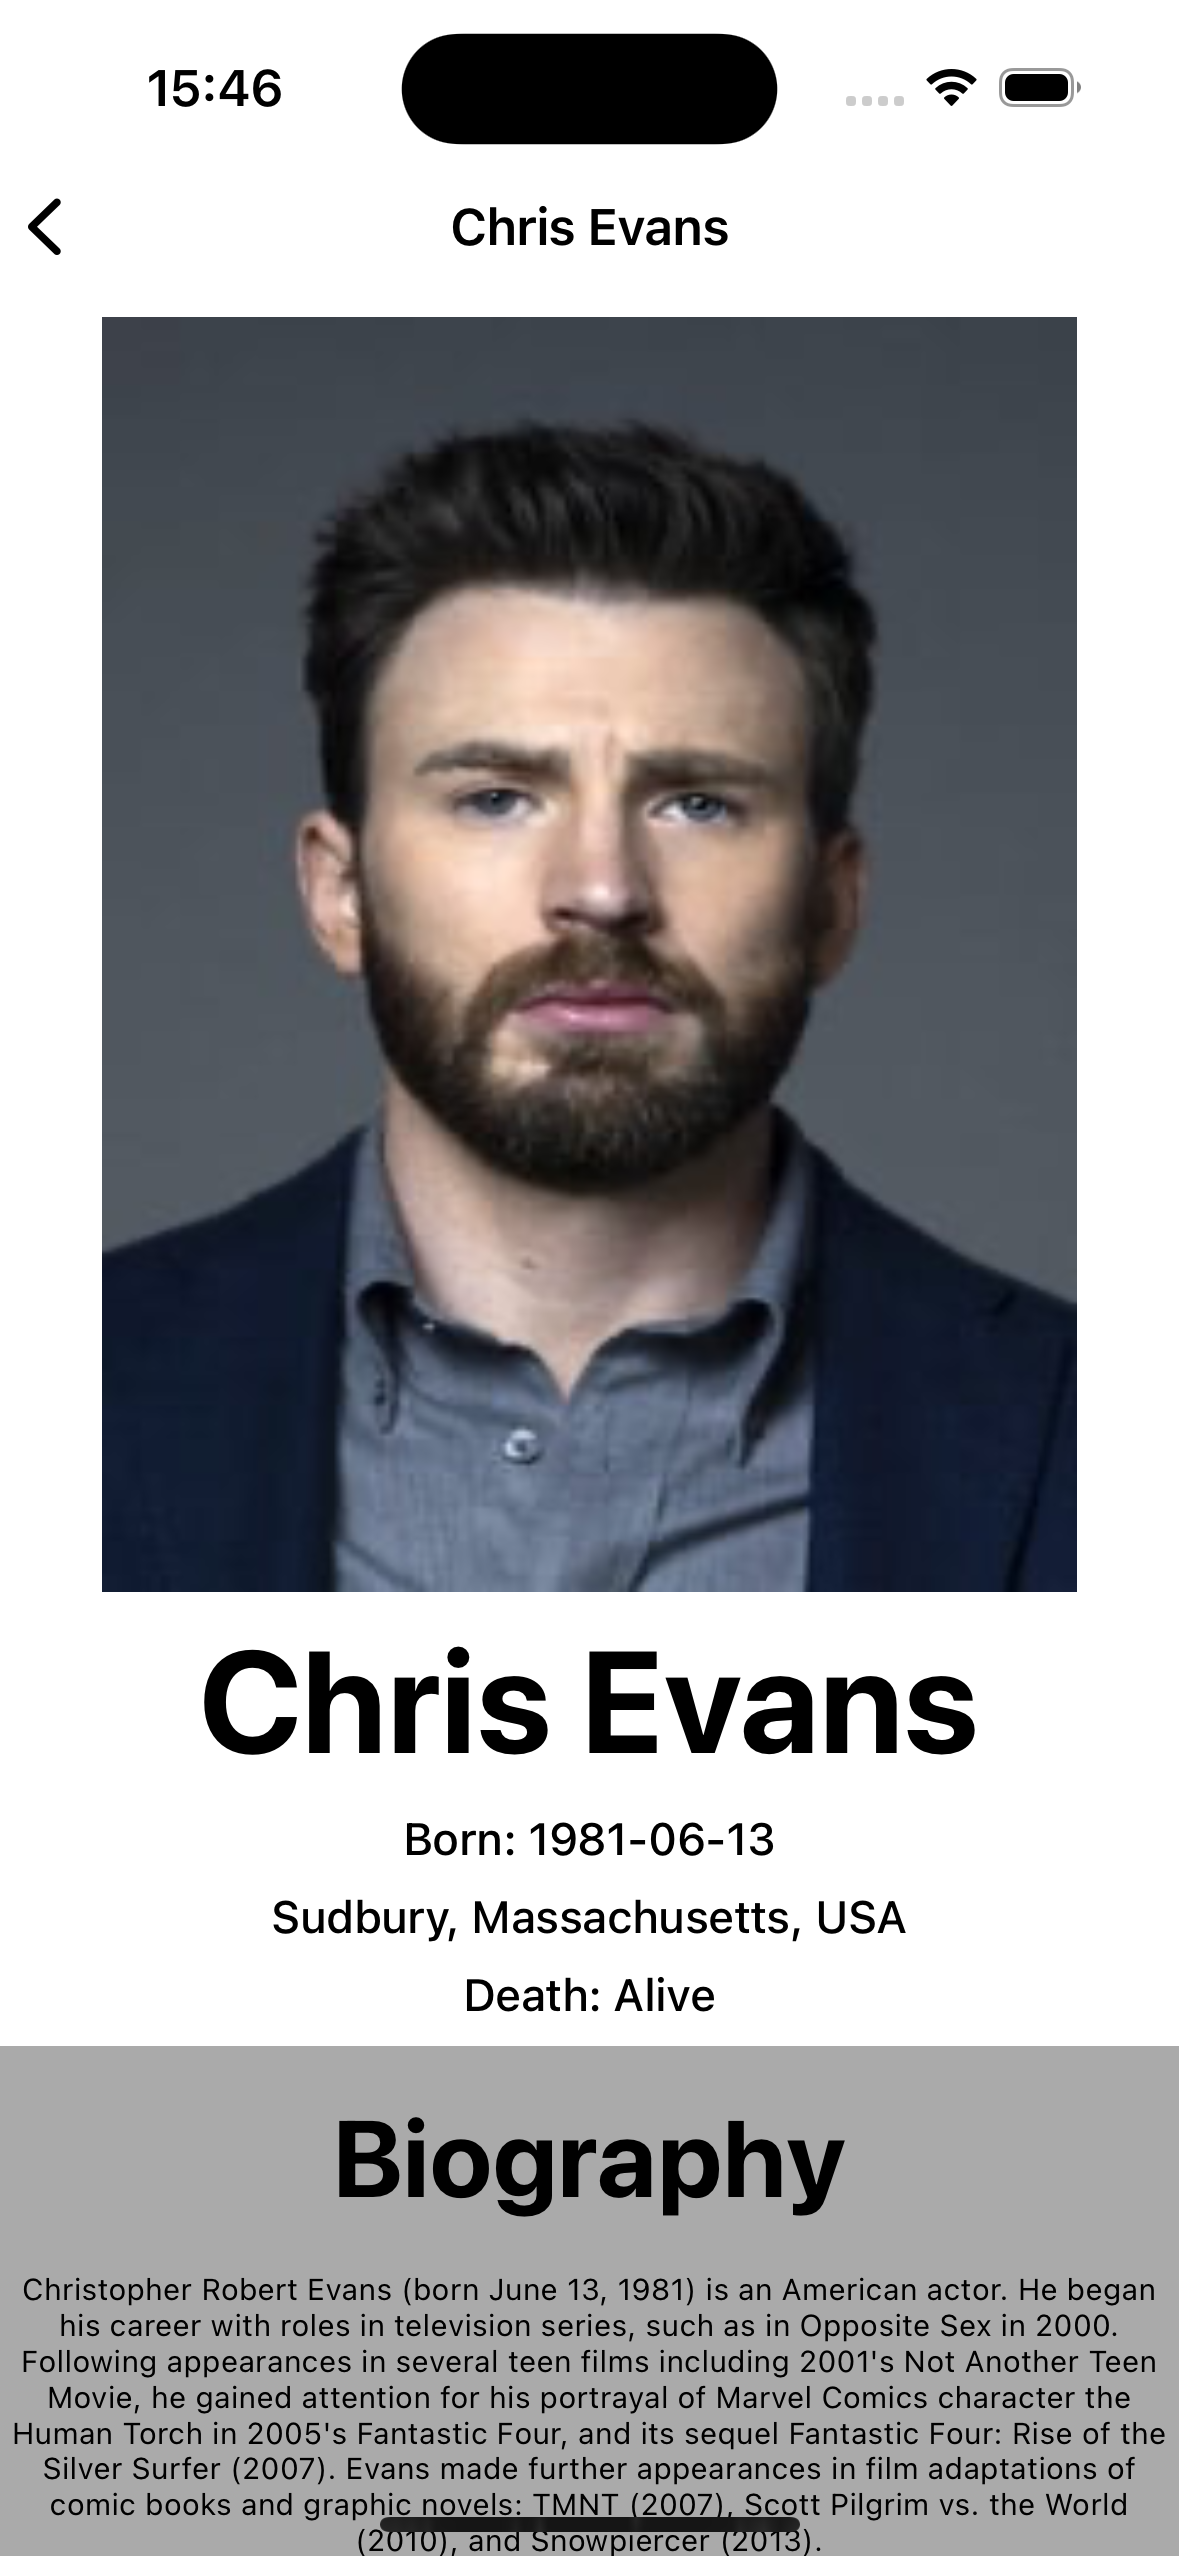 15:46
Chris Evans
Chris Evans
Born: 1981-06-13
Sudbury, Massachusetts, USA
Death: Alive
Biography
Christopher Robert Evans (born June 13, 1981) is an American actor. He began
his career with roles in television series, such as in Opposite Sex in 2000.
Following appearances in several teen films including 2001's Not Another Teen
Movie, he gained attention for his portrayal of Marvel Comics character the
Human Torch in 2005's Fantastic Four, and its sequel Fantastic Four: Rise of the
Silver Surfer (2007). Evans made further appearances in film adaptations of
comic books and graphic novels: TMNT (2007), Scott Pilgrim vs. the World
(2010), and Snowpiercer (2013).